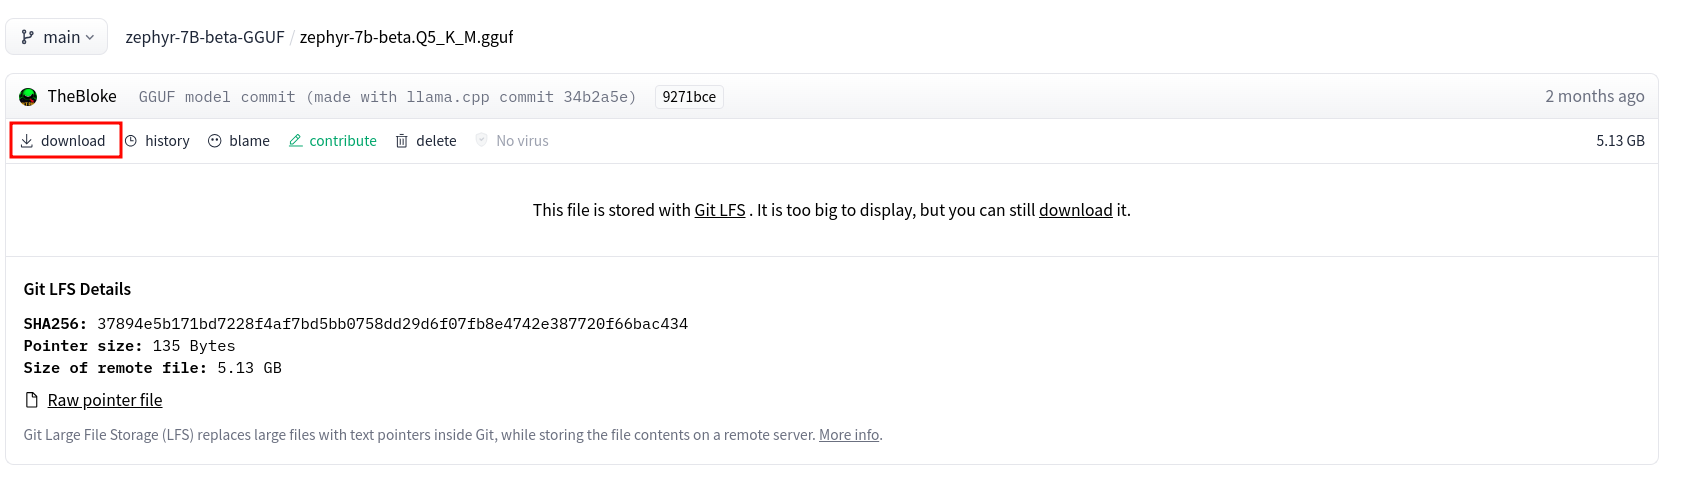 main zephyr-7B-beta-GGUF / zephyr-7b-beta.Q5_K_M.gguf
TheBloke GGUF model commit (made with llama.cpp commit 34b2a5e) 9271bce 2 months ago
download history blame contribute delete No virus 5.13 GB
This file is stored with Git LFS . It is too big to display, but you can still download it.
Git LFS Details
SHA256: 37894e5b171bd7228f4af7bd5bb0758dd29d6f07fb8e4742e387720f66bac434
Pointer size: 135 Bytes
Size of remote file: 5.13 GB
Raw pointer file
Git Large File Storage (LFS) replaces large files with text pointers inside Git, while storing the file contents on a remote server. More info.